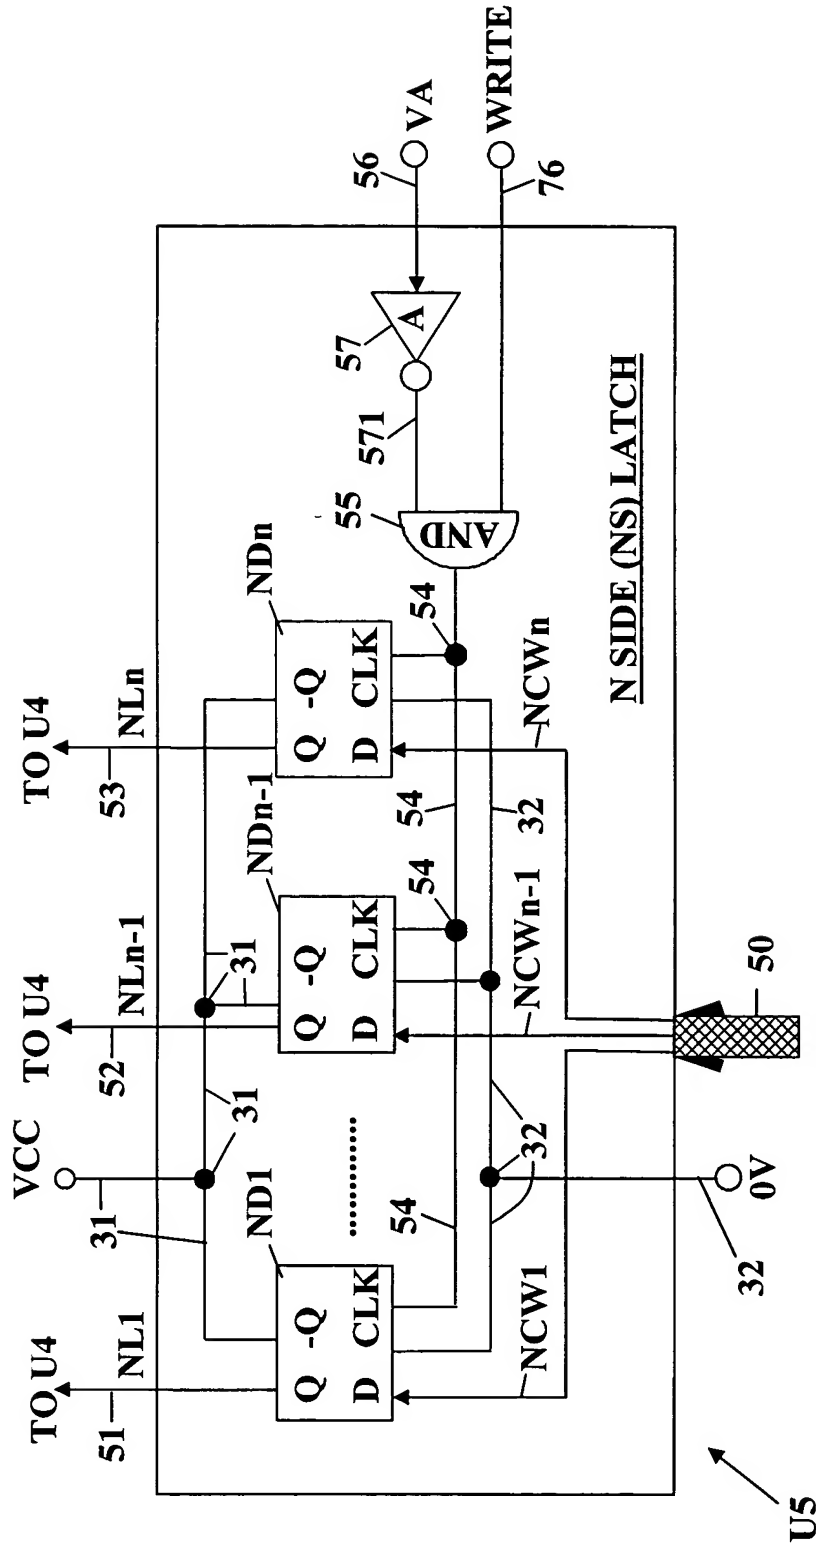 TO U4
TO U4
TO U4
VCC
51
NL1
31
52
NLn-1
53
NLn
31
31
ND1
NDn-1
NDn
Q -Q
D CLK
Q -Q
D CLK
Q -Q
D CLK
..........
54
54
54
54
55
AND
571
57
A
56
VA
76
WRITE
32
32
NCW1
NCWn-1
NCWn
N SIDE (NS) LATCH
32
0V
50
U5